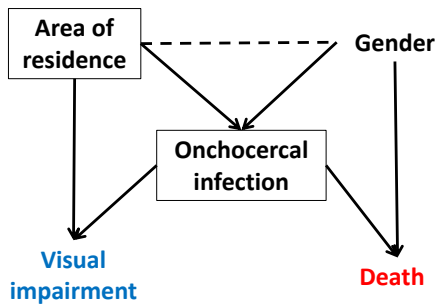 Area of
residence
Gender
Onchocercal
infection
Visual
impairment
Death